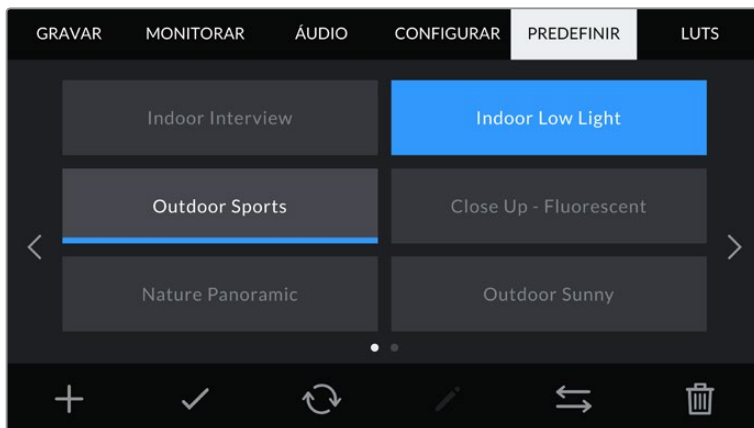 GRAVAR MONITORAR ÁUDIO CONFIGURAR PREDEFINIR LUTS
Indoor Interview Indoor Low Light
Outdoor Sports Close Up - Fluorescent
Nature Panoramic Outdoor Sunny